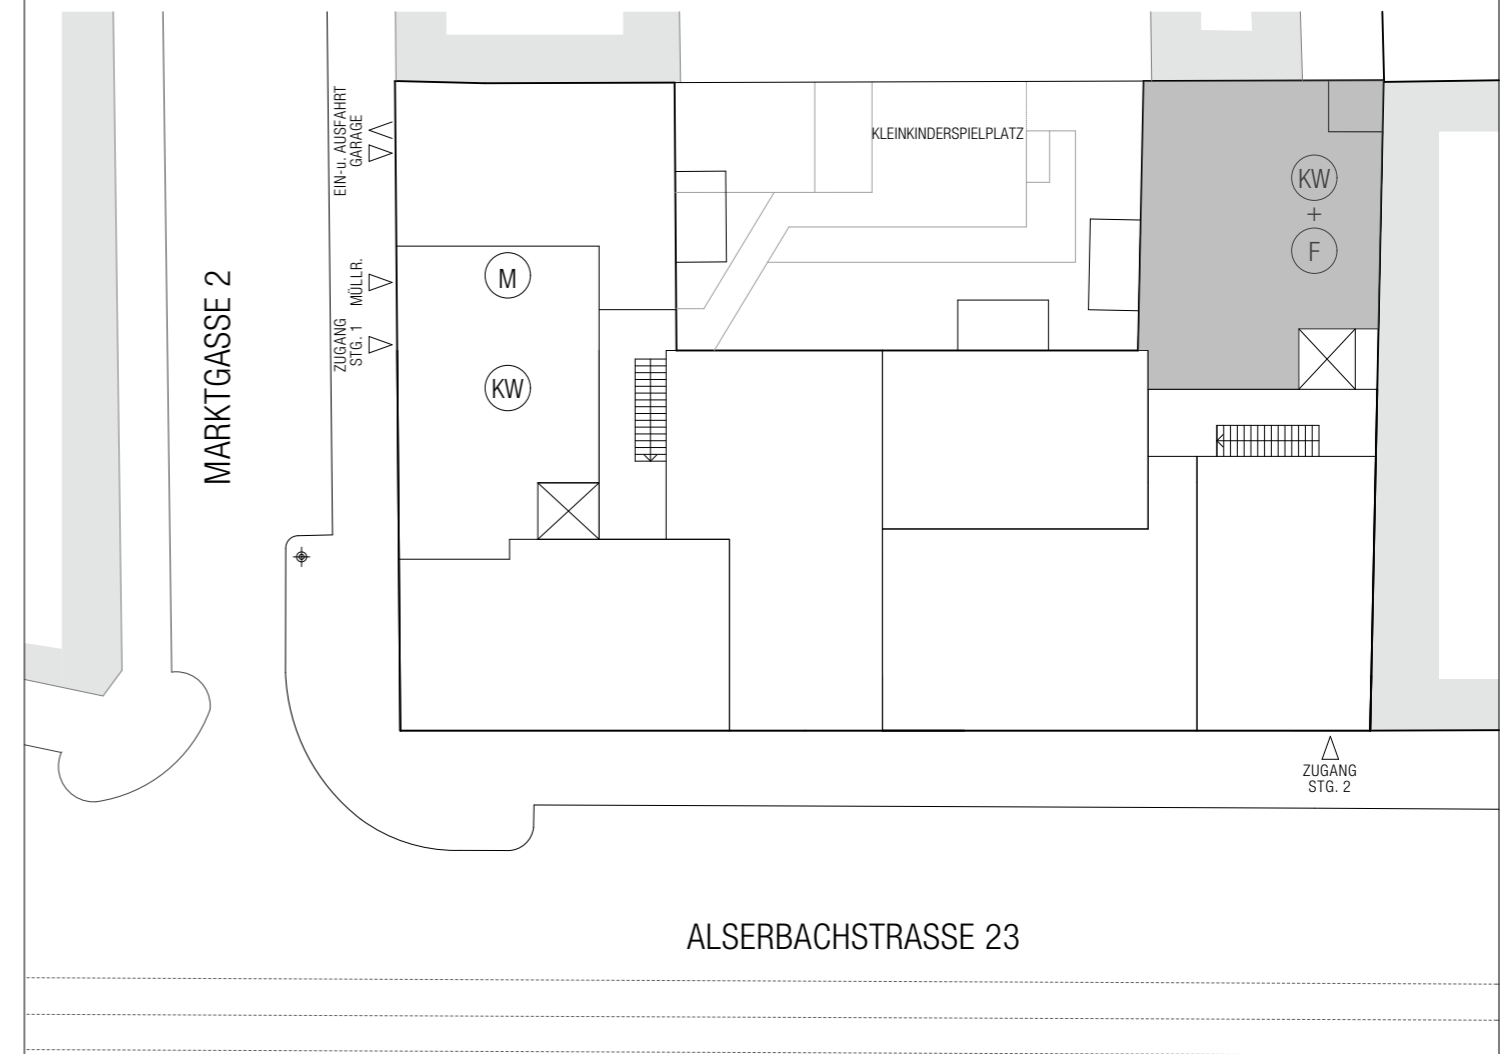 EIN-u. AUSFAHRT
GARAGE
KLEINKINDERSPIELPLATZ
KW
+
F
MÜLLR.
M
MARKTGASSE 2
ZUGANG
STG. 1
KW
ZUGANG
STG. 2
ALSERBACHSTRASSE 23